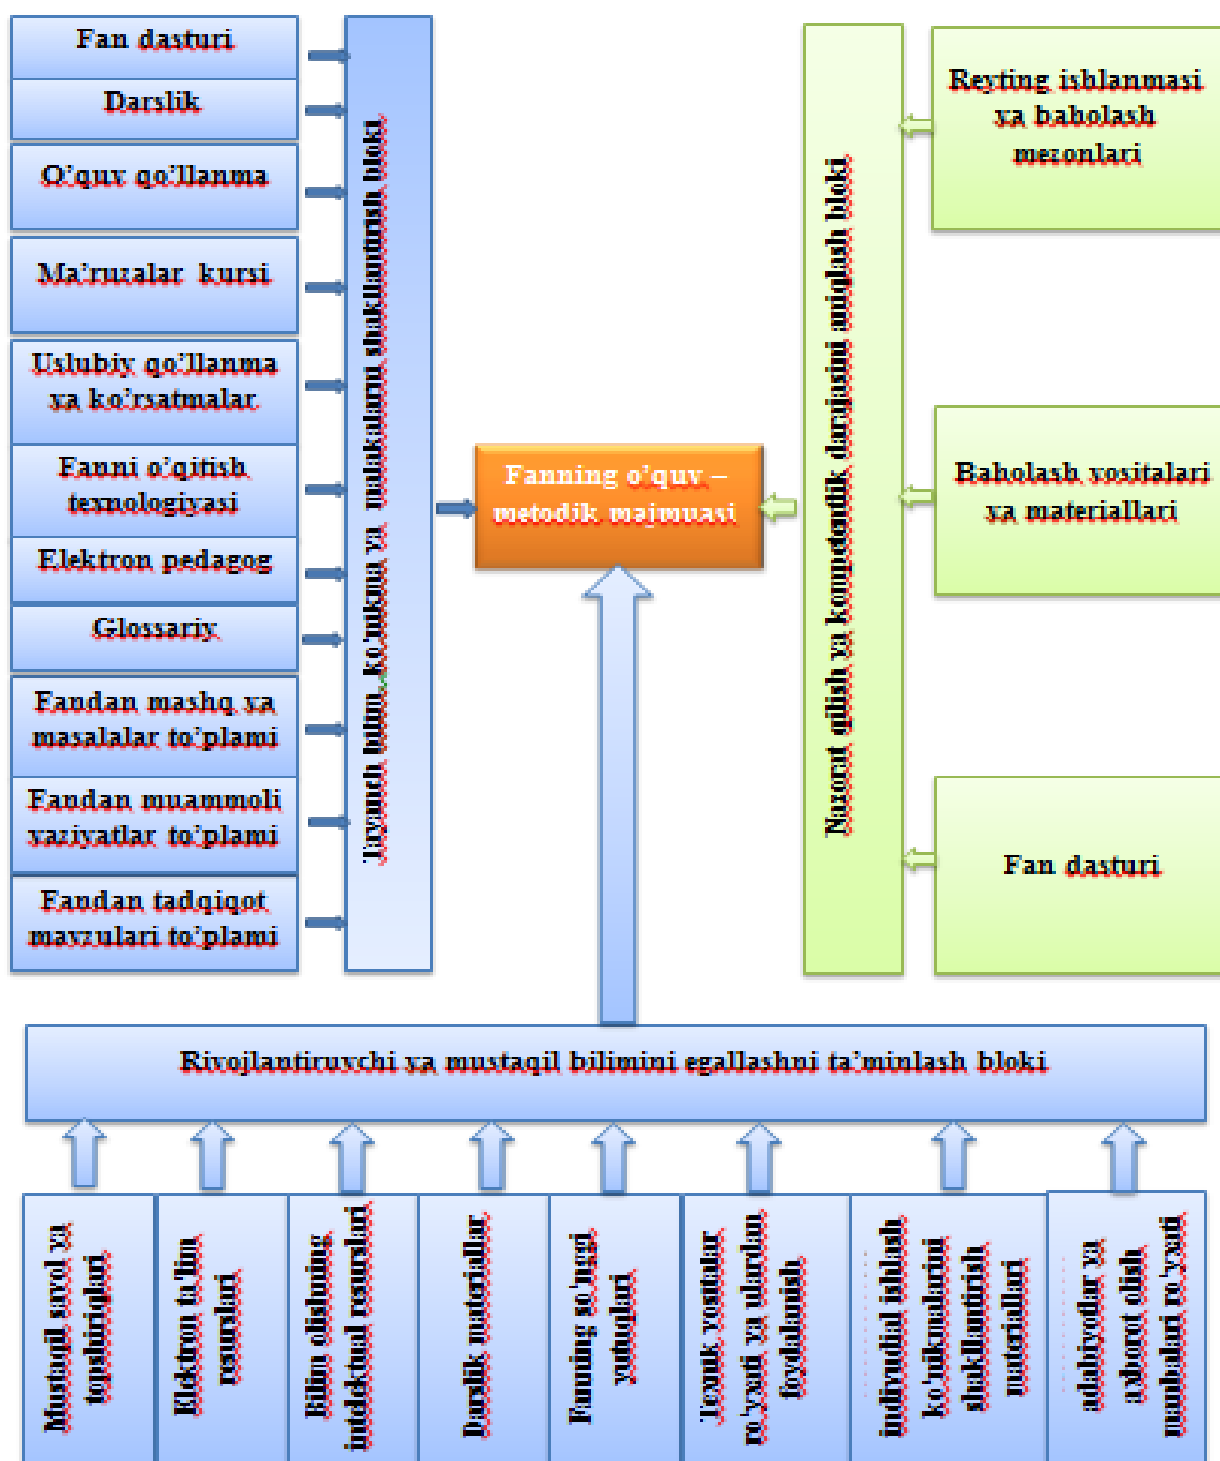 Fan dasturi
Darslik
O'quv qo'llanma
Ma'ruzalar kursi
Uslubiy qo'llanma
va ko'rsatmalar
Fanni o'qitish
texnologiyasi
Elektron pedagog
Glossariy
Fandan mashq va
masalalar to'plami
Fandan muammoli
vaziyatlar to'plami
Fandan tadqiqot
mavzulari to'plami
Tayanch bilim, ko'nikma va malakalarni shakllantirish bloki
Fanning o'quv –
metodik majmuasi
Nazorat qilish va kompetentlik darajasini aniqlash bloki
Reyting ishlanmasi
va baholash
mezonlari
Baholash vositalari
va materiallari
Fan dasturi
Rivojlantiruvchi va mustaqil bilimini egallashni ta'minlash bloki
Mustaqil savol va
topshiriqlari
Elektron ta'lim
resurslari
Bilim olishning
intelektual resurslari
Darslik materiallar
Fanning so'nggi
yutuqlari
Texnik vositalar
ro'yxati va ulardan
foydalanish
individual ishlash
ko'nikmalarini
shakllantirish
materiallari
adabiyotlar va
axborot olish
manbalari ro'yxati